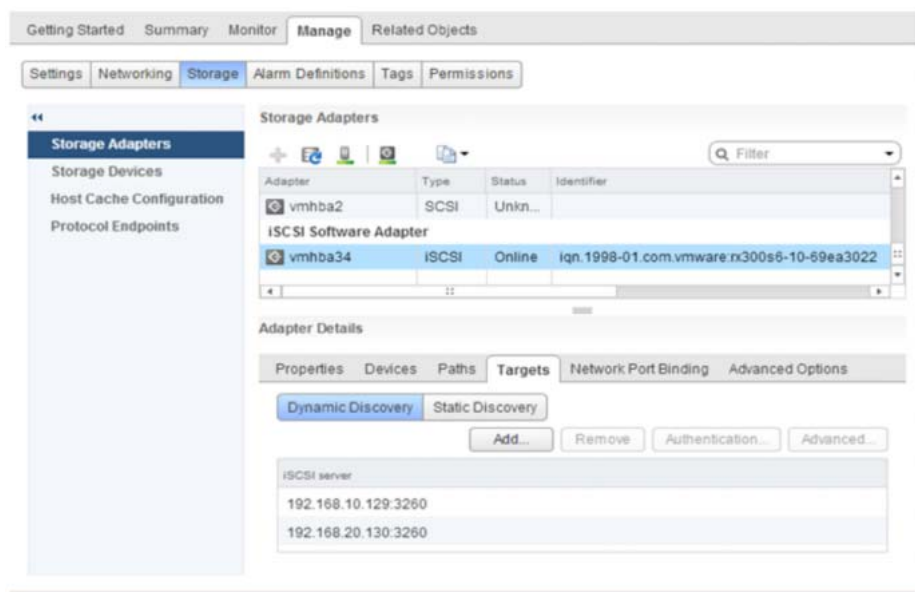 Getting Started Summary Monitor Manage Related Objects
Settings Networking Storage Alarm Definitions Tags Permissions
Storage Adapters
Storage Devices
Host Cache Configuration
Protocol Endpoints
Storage Adapters
Filter
Adapter Type Status Identifier
vmhba2 SCSI Unkn...
iSCSI Software Adapter
vmhba34 iSCSI Online iqn.1998-01.com.vmware:rx300s6-10-69ea3022
Adapter Details
Properties Devices Paths Targets Network Port Binding Advanced Options
Dynamic Discovery Static Discovery
Add... Remove Authentication... Advanced...
iSCSI server
192.168.10.129:3260
192.168.20.130:3260